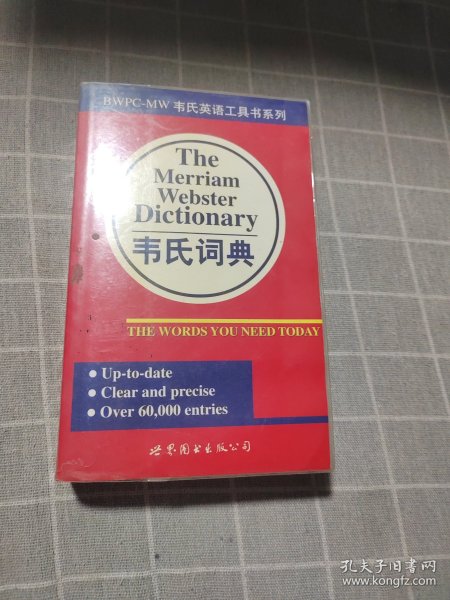 BWPC-MW 韦氏英语工具书系列
The
Merriam
Webster
Dictionary
韦氏词典
THE WORDS YOU NEED TODAY
● Up-to-date
● Clear and precise
● Over 60,000 entries
世界图书出版公司
孔夫子旧书网
www.kongfz.com